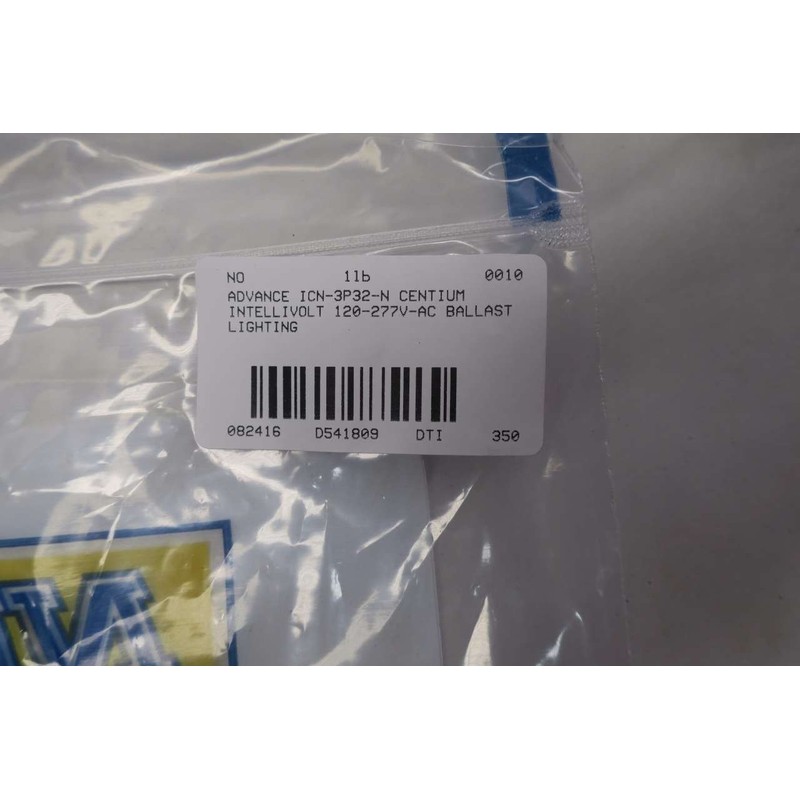 NO 1lb 0010
ADVANCE ICN-3P32-N CENTIUM
INTELLIVOLT 120-277V-AC BALLAST
LIGHTING
082416 D541809 DTI 350